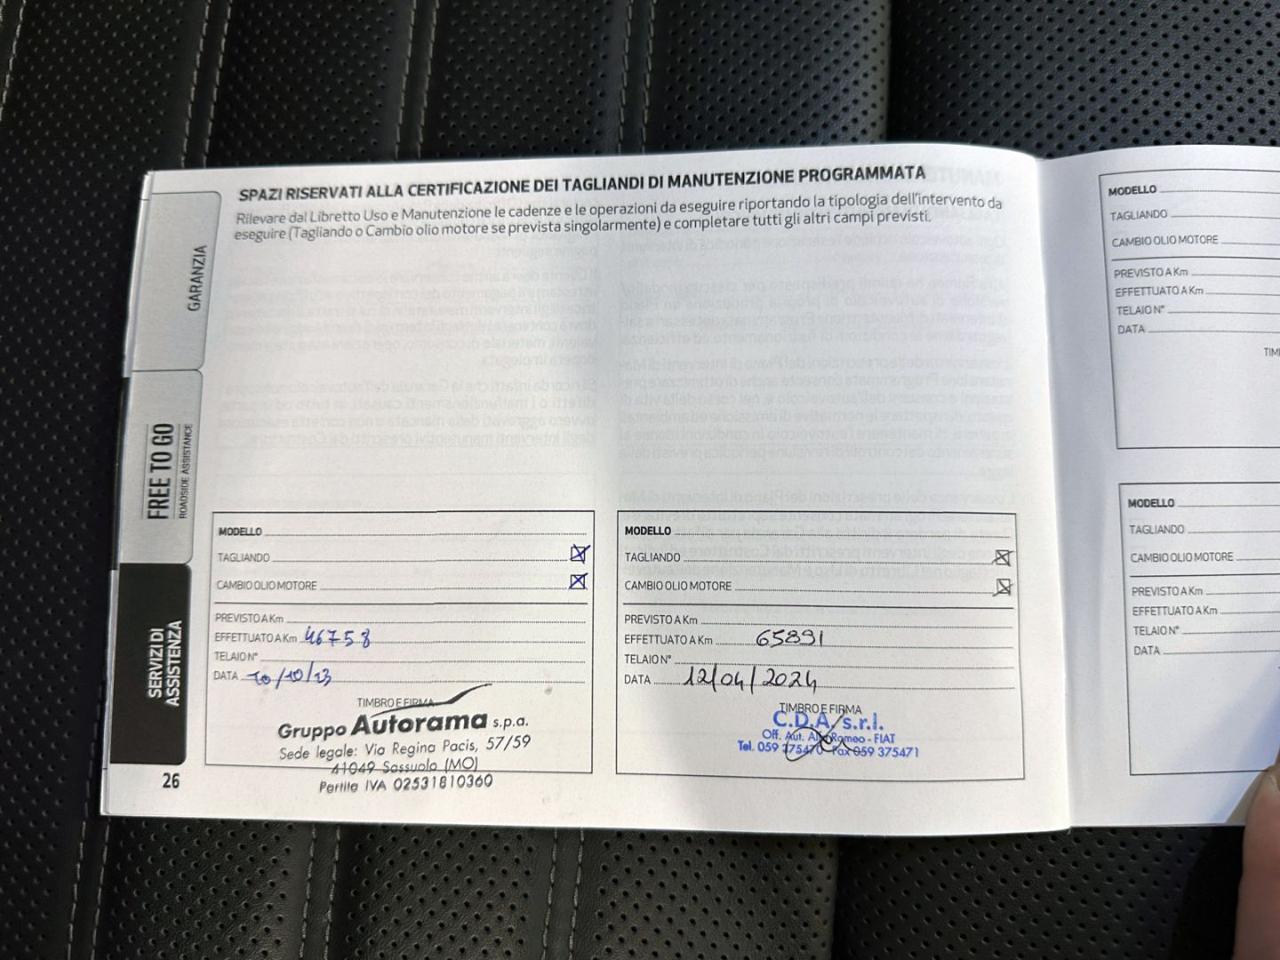 SPAZI RISERVATI ALLA CERTIFICAZIONE DEI TAGLIANDI DI MANUTENZIONE PROGRAMMATA
Rilevare dal Libretto Uso e Manutenzione le cadenze e le operazioni da eseguire riportando la tipologia dell'intervento da
eseguire (Tagliando o Cambio olio motore se prevista singolarmente) e completare tutti gli altri campi previsti.
GARANZIA
FREE TO GO
ROADSIDE ASSISTANCE
SERVIZI DI
ASSISTENZA
MODELLO
TAGLIANDO
CAMBIO OLIO MOTORE
PREVISTO A Km
EFFETTUATO A Km 46758
TELAIO N°
DATA 10/10/23
TIMBRO E FIRMA
Gruppo Autorama s.p.a.
Sede legale: Via Regina Pacis, 57/59
41049 Sassuolo (MO)
Partita IVA 02531810360
26
MODELLO
TAGLIANDO
CAMBIO OLIO MOTORE
PREVISTO A Km
EFFETTUATO A Km 65891
TELAIO N°
DATA 12/04/2024
TIMBRO E FIRMA
C.D.A. s.r.l.
Off. Aut. Alfa Romeo - FIAT
Tel. 059 375470 Fax 059 375471
MODELLO
TAGLIANDO
CAMBIO OLIO MOTORE
PREVISTO A Km
EFFETTUATO A Km
TELAIO N°
DATA
MODELLO
TAGLIANDO
CAMBIO OLIO MOTORE
PREVISTO A Km
EFFETTUATO A Km
TELAIO N°
DATA